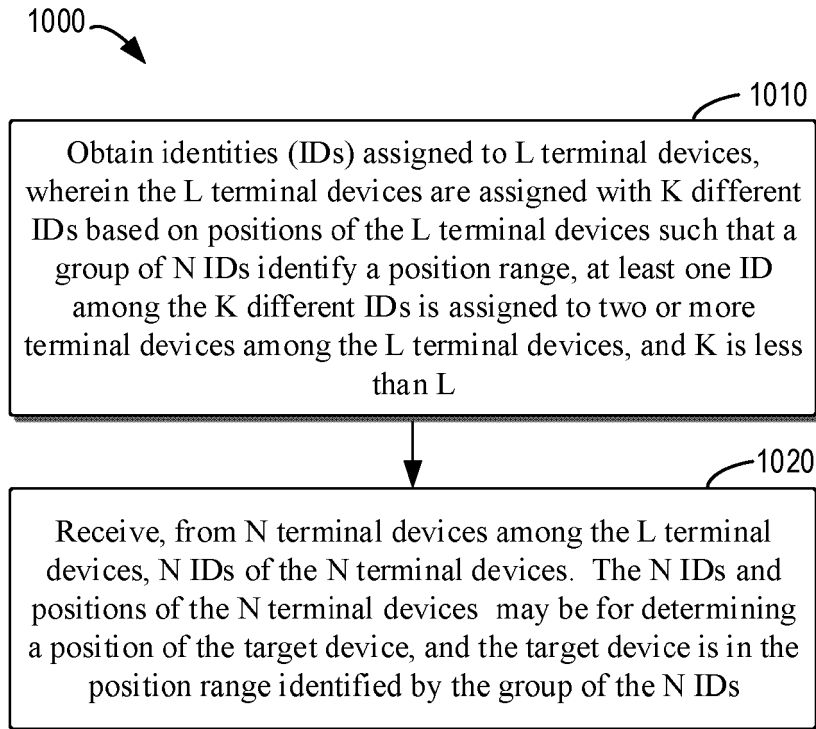 1000
1010
Obtain identities (IDs) assigned to L terminal devices,
wherein the L terminal devices are assigned with K different
IDs based on positions of the L terminal devices such that a
group of N IDs identify a position range, at least one ID
among the K different IDs is assigned to two or more
terminal devices among the L terminal devices, and K is less
than L
1020
Receive, from N terminal devices among the L terminal
devices, N IDs of the N terminal devices. The N IDs and
positions of the N terminal devices may be for determining
a position of the target device, and the target device is in the
position range identified by the group of the N IDs